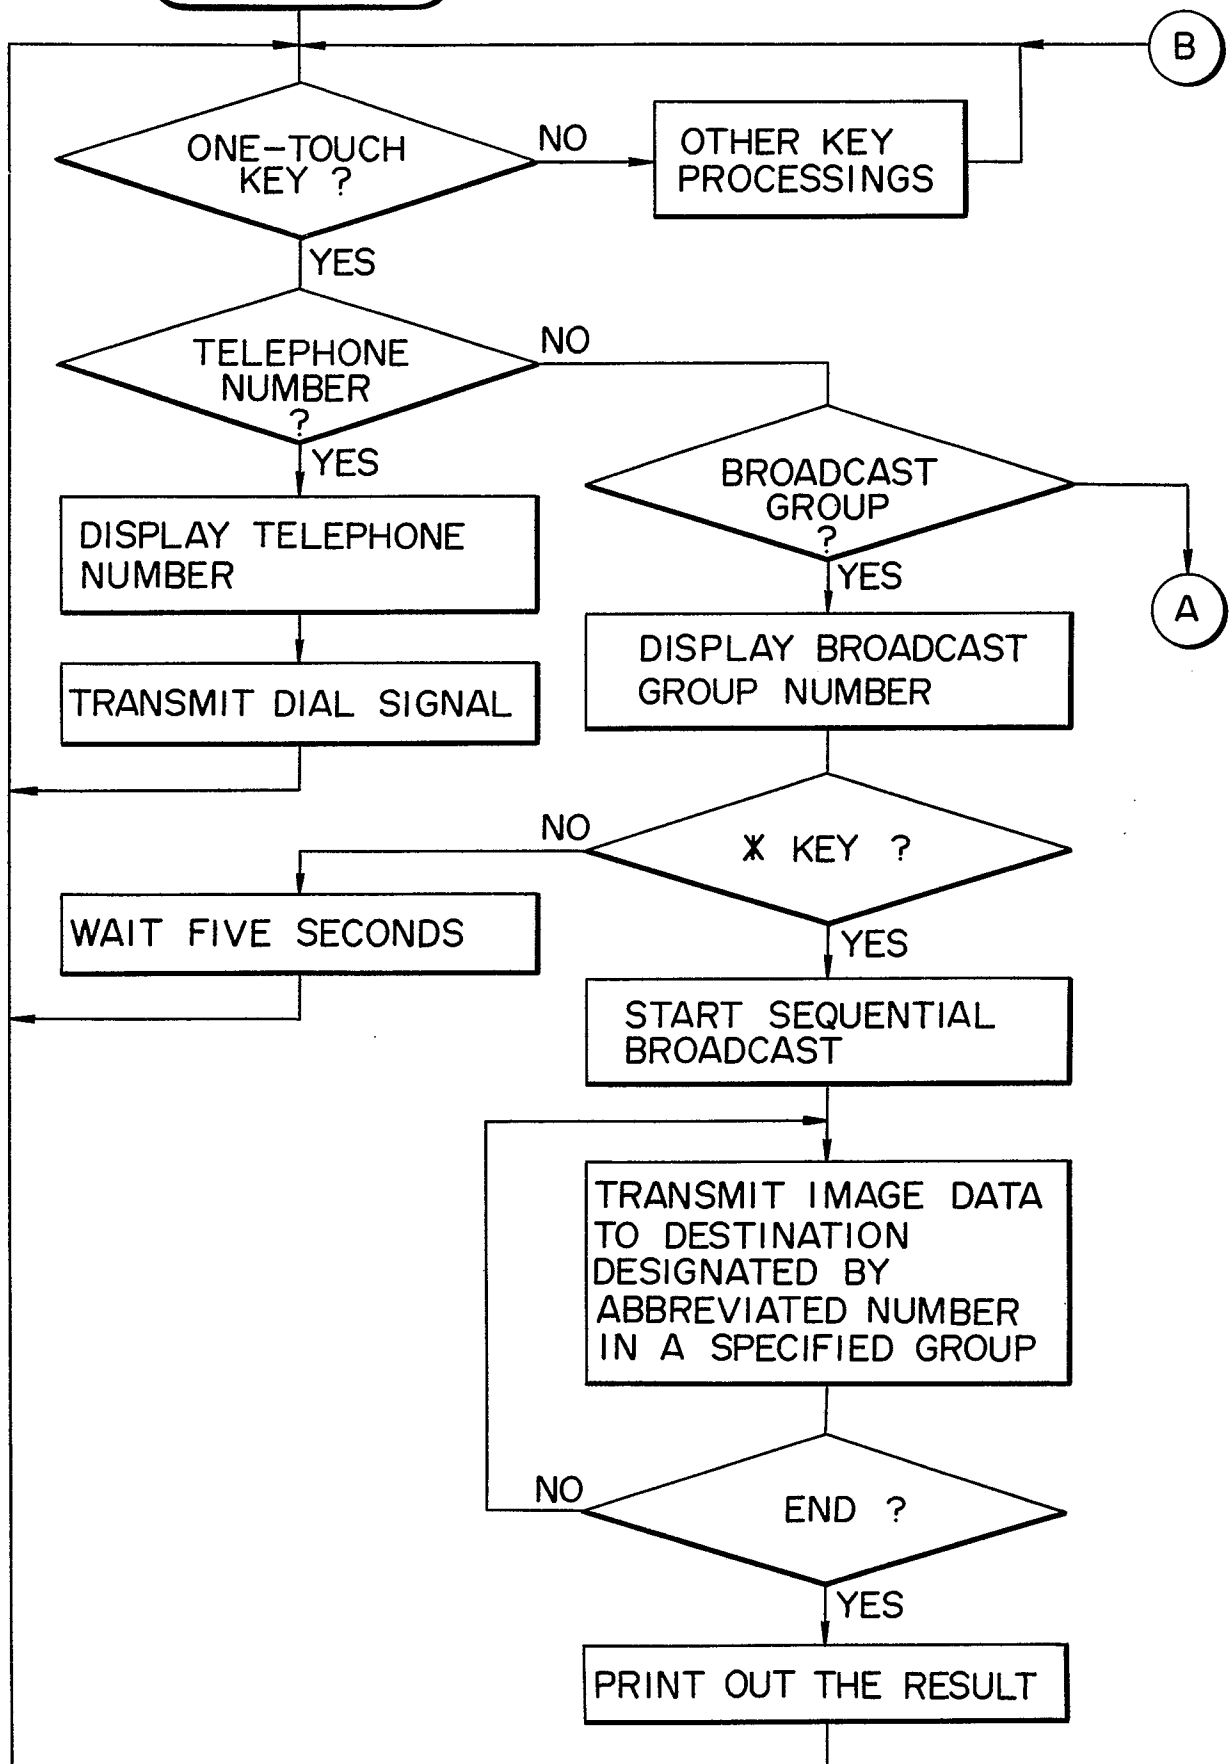 B
ONE-TOUCH
KEY ?
NO
OTHER KEY
PROCESSINGS
YES
TELEPHONE
NUMBER
?
NO
YES
BROADCAST
GROUP
?
DISPLAY TELEPHONE
NUMBER
YES
A
DISPLAY BROADCAST
GROUP NUMBER
TRANSMIT DIAL SIGNAL
NO
* KEY ?
WAIT FIVE SECONDS
YES
START SEQUENTIAL
BROADCAST
TRANSMIT IMAGE DATA
TO DESTINATION
DESIGNATED BY
ABBREVIATED NUMBER
IN A SPECIFIED GROUP
NO
END ?
YES
PRINT OUT THE RESULT